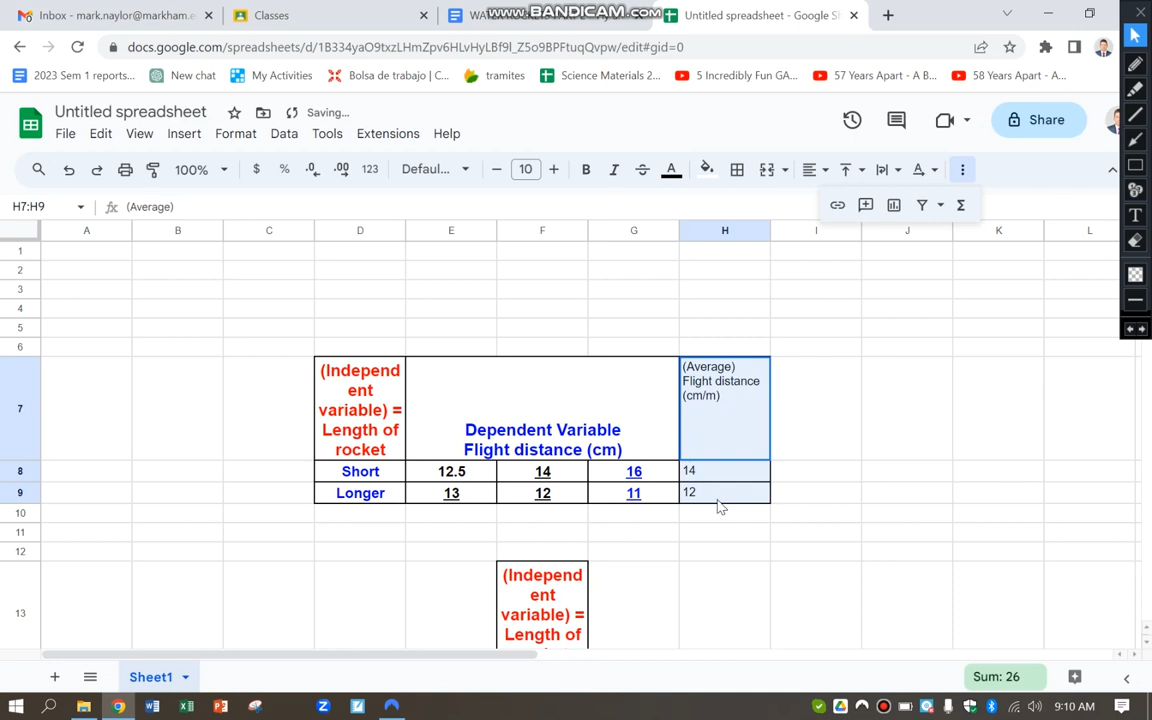 Inbox - mark.naylor@markham.e
Classes
WATER ROCKETS
Untitled spreadsheet - Google Sh
www.BANDICAM.com
docs.google.com/spreadsheets/d/1B334yaO9txzLHmZpv6HLvHyLBf9l_Z5o9BPFtuqQvpw/edit#gid=0
2023 Sem 1 reports...
New chat
My Activities
Bolsa de trabajo | C...
tramites
Science Materials 2...
5 Incredibly Fun GA...
57 Years Apart - A B...
58 Years Apart - A...
Untitled spreadsheet
Saving...
File Edit View Insert Format Data Tools Extensions Help
Share
100% $ % .0 .00 123 Defaul... − 10 + B I S A
H7:H9 fx (Average)
A B C D E F G H I J K L
1
2
3
4
5
6
7
(Independ
ent
variable) =
Length of
rocket
Dependent Variable
Flight distance (cm)
(Average)
Flight distance
(cm/m)
8 Short 12.5 14 16 14
9 Longer 13 12 11 12
10
11
12
13
(Independ
ent
variable) =
Length of
Sheet1
Sum: 26
9:10 AM